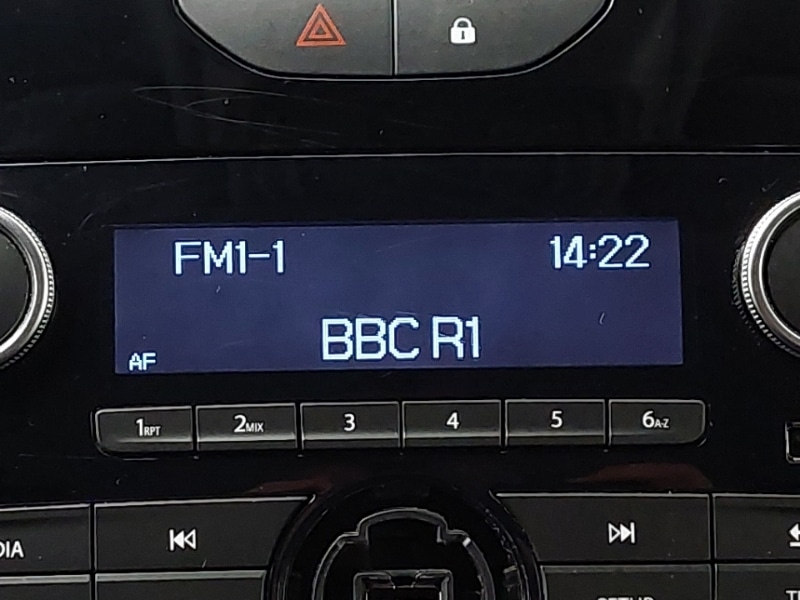 FM1-1 14:22
BBC R1
AF
1RPT 2MIX 3 4 5 6A-Z